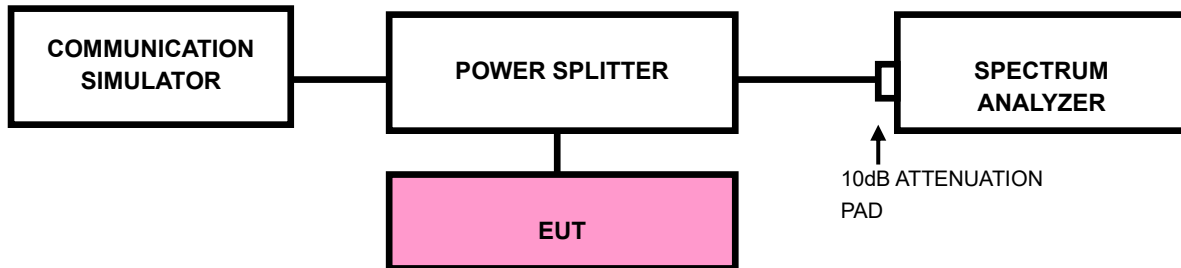 COMMUNICATION
SIMULATOR
POWER SPLITTER
SPECTRUM
ANALYZER
10dB ATTENUATION
PAD
EUT